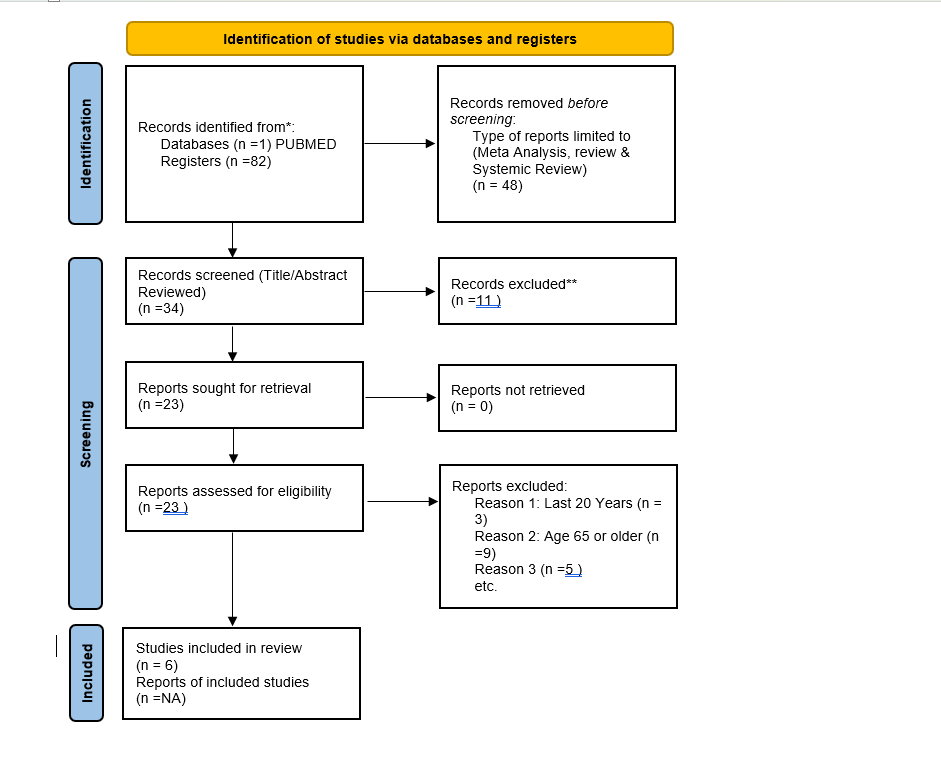 Identification of studies via databases and registers
Identification
Records identified from*:
Databases (n =1) PUBMED
Registers (n =82)
Records removed before
screening:
Type of reports limited to
(Meta Analysis, review &
Systemic Review)
(n = 48)
Screening
Records screened (Title/Abstract
Reviewed)
(n =34)
Records excluded**
(n =11 )
Reports sought for retrieval
(n =23)
Reports not retrieved
(n = 0)
Reports assessed for eligibility
(n =23 )
Reports excluded:
Reason 1: Last 20 Years (n =
3)
Reason 2: Age 65 or older (n
=9)
Reason 3 (n =5 )
etc.
Included
Studies included in review
(n = 6)
Reports of included studies
(n =NA)